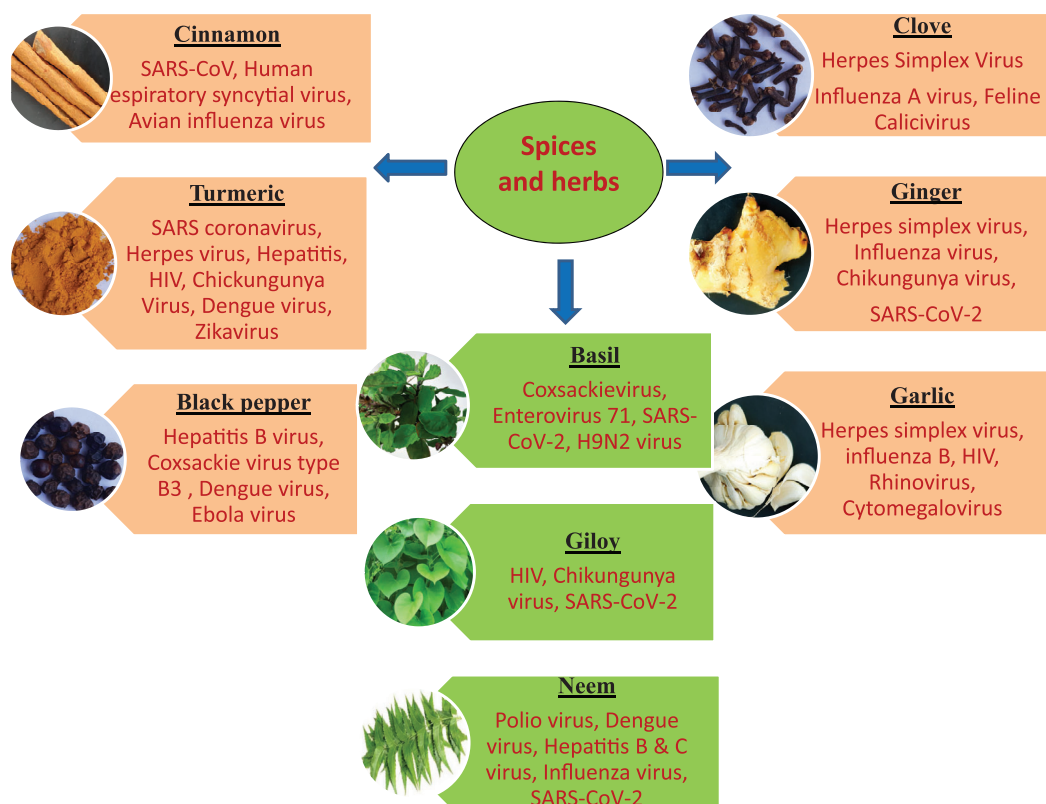 Spices
and herbs
Cinnamon
SARS-CoV, Human
espiratory syncytial virus,
Avian influenza virus
Turmeric
SARS coronavirus,
Herpes virus, Hepatitis,
HIV, Chickungunya
Virus, Dengue virus,
Zikavirus
Black pepper
Hepatitis B virus,
Coxsackie virus type
B3 , Dengue virus,
Ebola virus
Basil
Coxsackievirus,
Enterovirus 71, SARS-
CoV-2, H9N2 virus
Giloy
HIV, Chikungunya
virus, SARS-CoV-2
Neem
Polio virus, Dengue
virus, Hepatitis B & C
virus, Influenza virus,
SARS-CoV-2
Clove
Herpes Simplex Virus
Influenza A virus, Feline
Calicivirus
Ginger
Herpes simplex virus,
Influenza virus,
Chikungunya virus,
SARS-CoV-2
Garlic
Herpes simplex virus,
influenza B, HIV,
Rhinovirus,
Cytomegalovirus